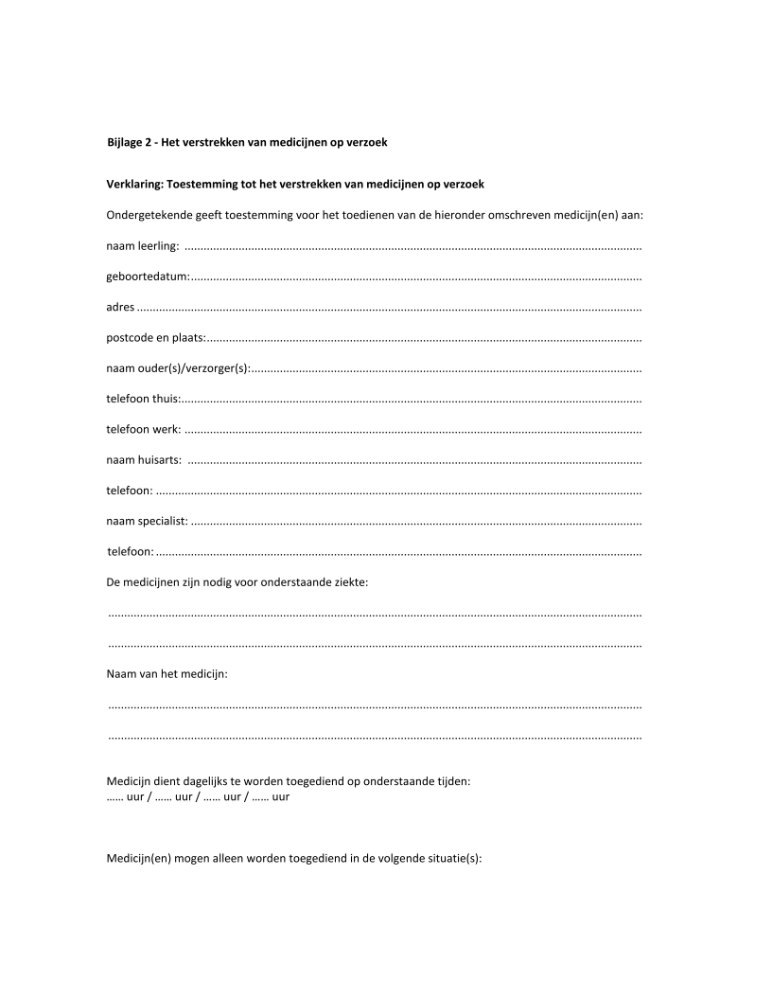 Bijlage 2 - Het verstrekken van medicijnen op verzoek
Verklaring: Toestemming tot het verstrekken van medicijnen op verzoek
Ondergetekende geeft toestemming voor het toedienen van de hieronder omschreven medicijn(en) aan:
naam leerling: ................................................................................................................................................
geboortedatum:..............................................................................................................................................
adres ...............................................................................................................................................................
postcode en plaats:.........................................................................................................................................
naam ouder(s)/verzorger(s):...........................................................................................................................
telefoon thuis:.................................................................................................................................................
telefoon werk: ................................................................................................................................................
naam huisarts: ...............................................................................................................................................
telefoon: .........................................................................................................................................................
naam specialist: ..............................................................................................................................................
telefoon: .........................................................................................................................................................
De medicijnen zijn nodig voor onderstaande ziekte:
........................................................................................................................................................................
........................................................................................................................................................................
Naam van het medicijn:
........................................................................................................................................................................
........................................................................................................................................................................
Medicijn dient dagelijks te worden toegediend op onderstaande tijden:
…… uur / …… uur / …… uur / …… uur
Medicijn(en) mogen alleen worden toegediend in de volgende situatie(s):